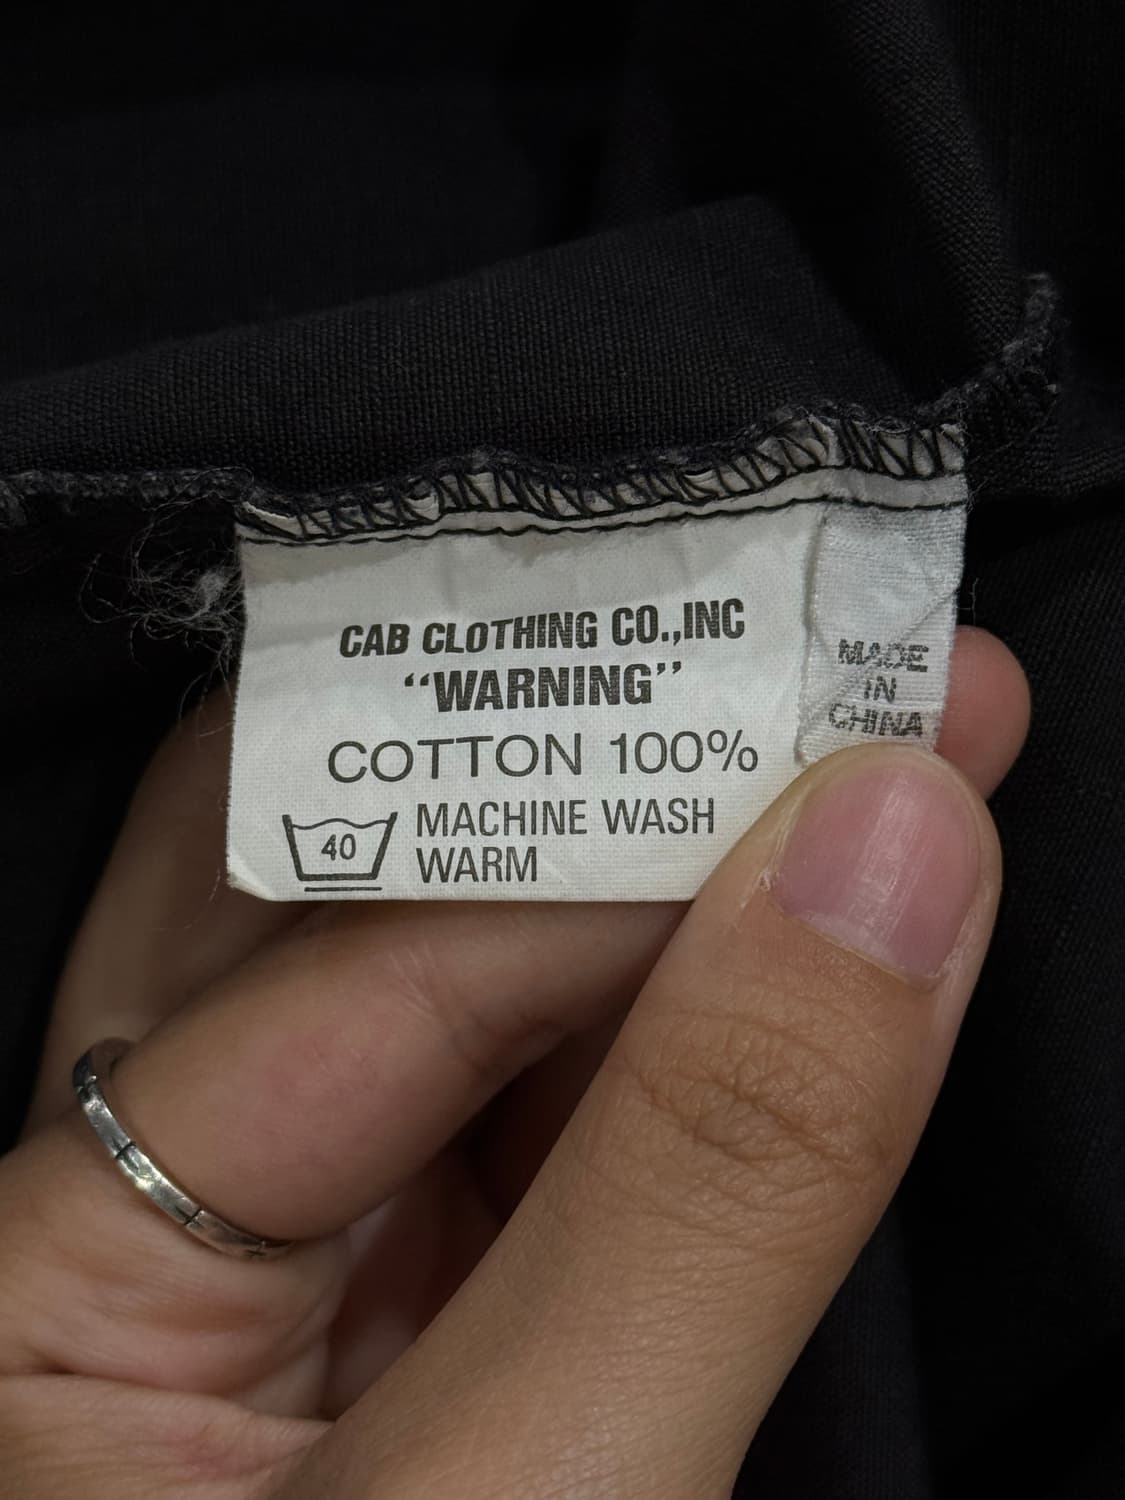 CAB CLOTHING CO.,INC
“WARNING”
COTTON 100%
40
MACHINE WASH
WARM
MADE
IN
CHINA